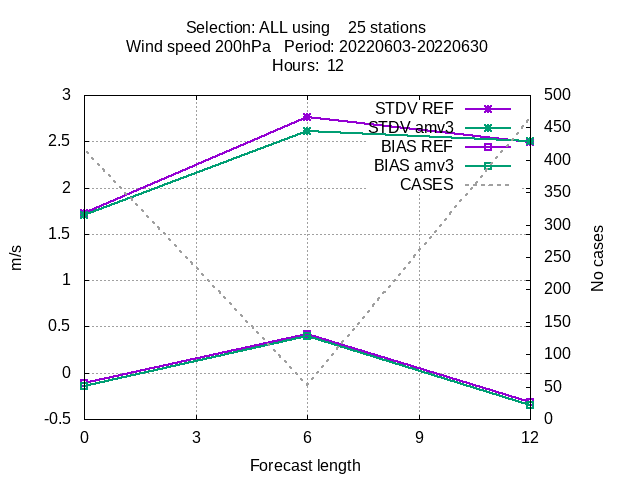 Selection: ALL using    25 stations
Wind speed 200hPa   Period: 20220603-20220630
Hours:  12
3
2.5
2
1.5
1
0.5
0
-0.5
500
450
400
350
300
250
200
150
100
50
0
STDV REF
STDV amv3
BIAS REF
BIAS amv3
CASES
m/s
No cases
0 3 6 9 12
Forecast length